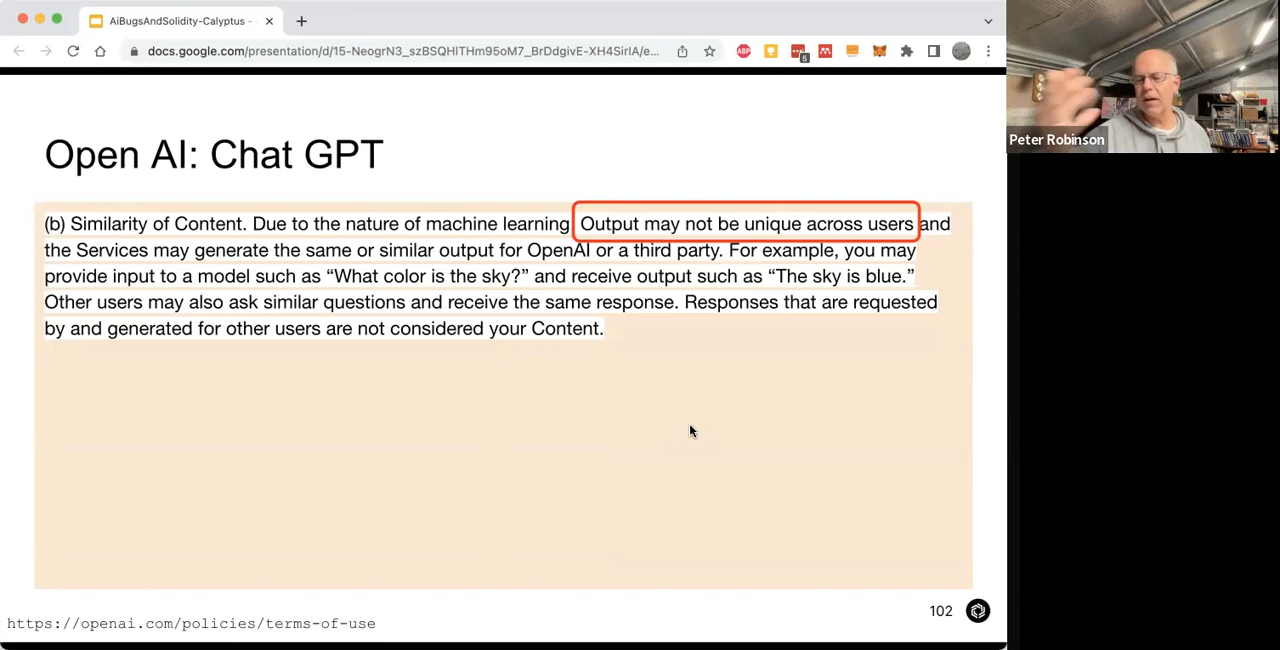 AiBugsAndSolidity-Calyptus -
docs.google.com/presentation/d/15-NeogrN3_szBSQHlTHm95oM7_BrDdgivE-XH4SirlA/e...
ABP
5
Peter Robinson
Open AI: Chat GPT
(b) Similarity of Content. Due to the nature of machine learning, Output may not be unique across users and
the Services may generate the same or similar output for OpenAI or a third party. For example, you may
provide input to a model such as “What color is the sky?” and receive output such as “The sky is blue.”
Other users may also ask similar questions and receive the same response. Responses that are requested
by and generated for other users are not considered your Content.
102
https://openai.com/policies/terms-of-use